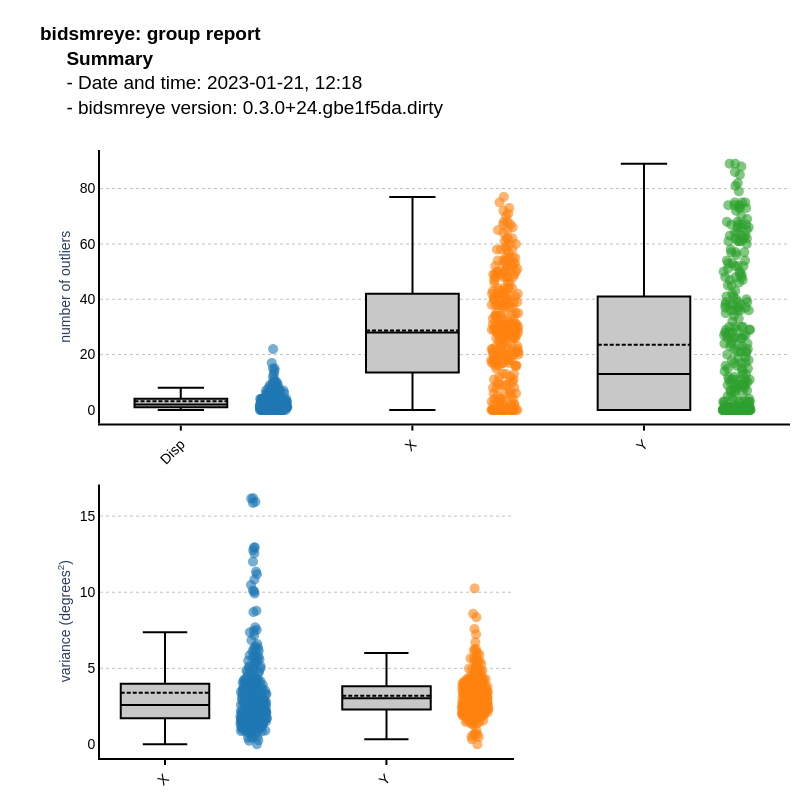 bidsmreye: group report
Summary
- Date and time: 2023-01-21, 12:18
- bidsmreye version: 0.3.0+24.gbe1f5da.dirty
number of outliers
80
60
40
20
0
Disp
X
Y
variance (degrees²)
15
10
5
0
X
Y